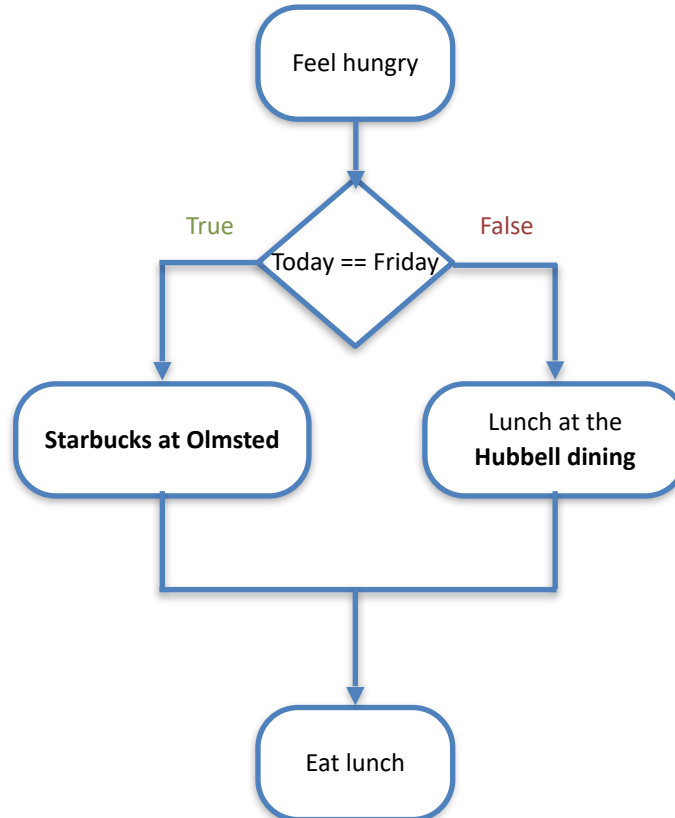 Feel hungry
True
False
Today == Friday
Starbucks at Olmsted
Lunch at the
Hubbell dining
Eat lunch